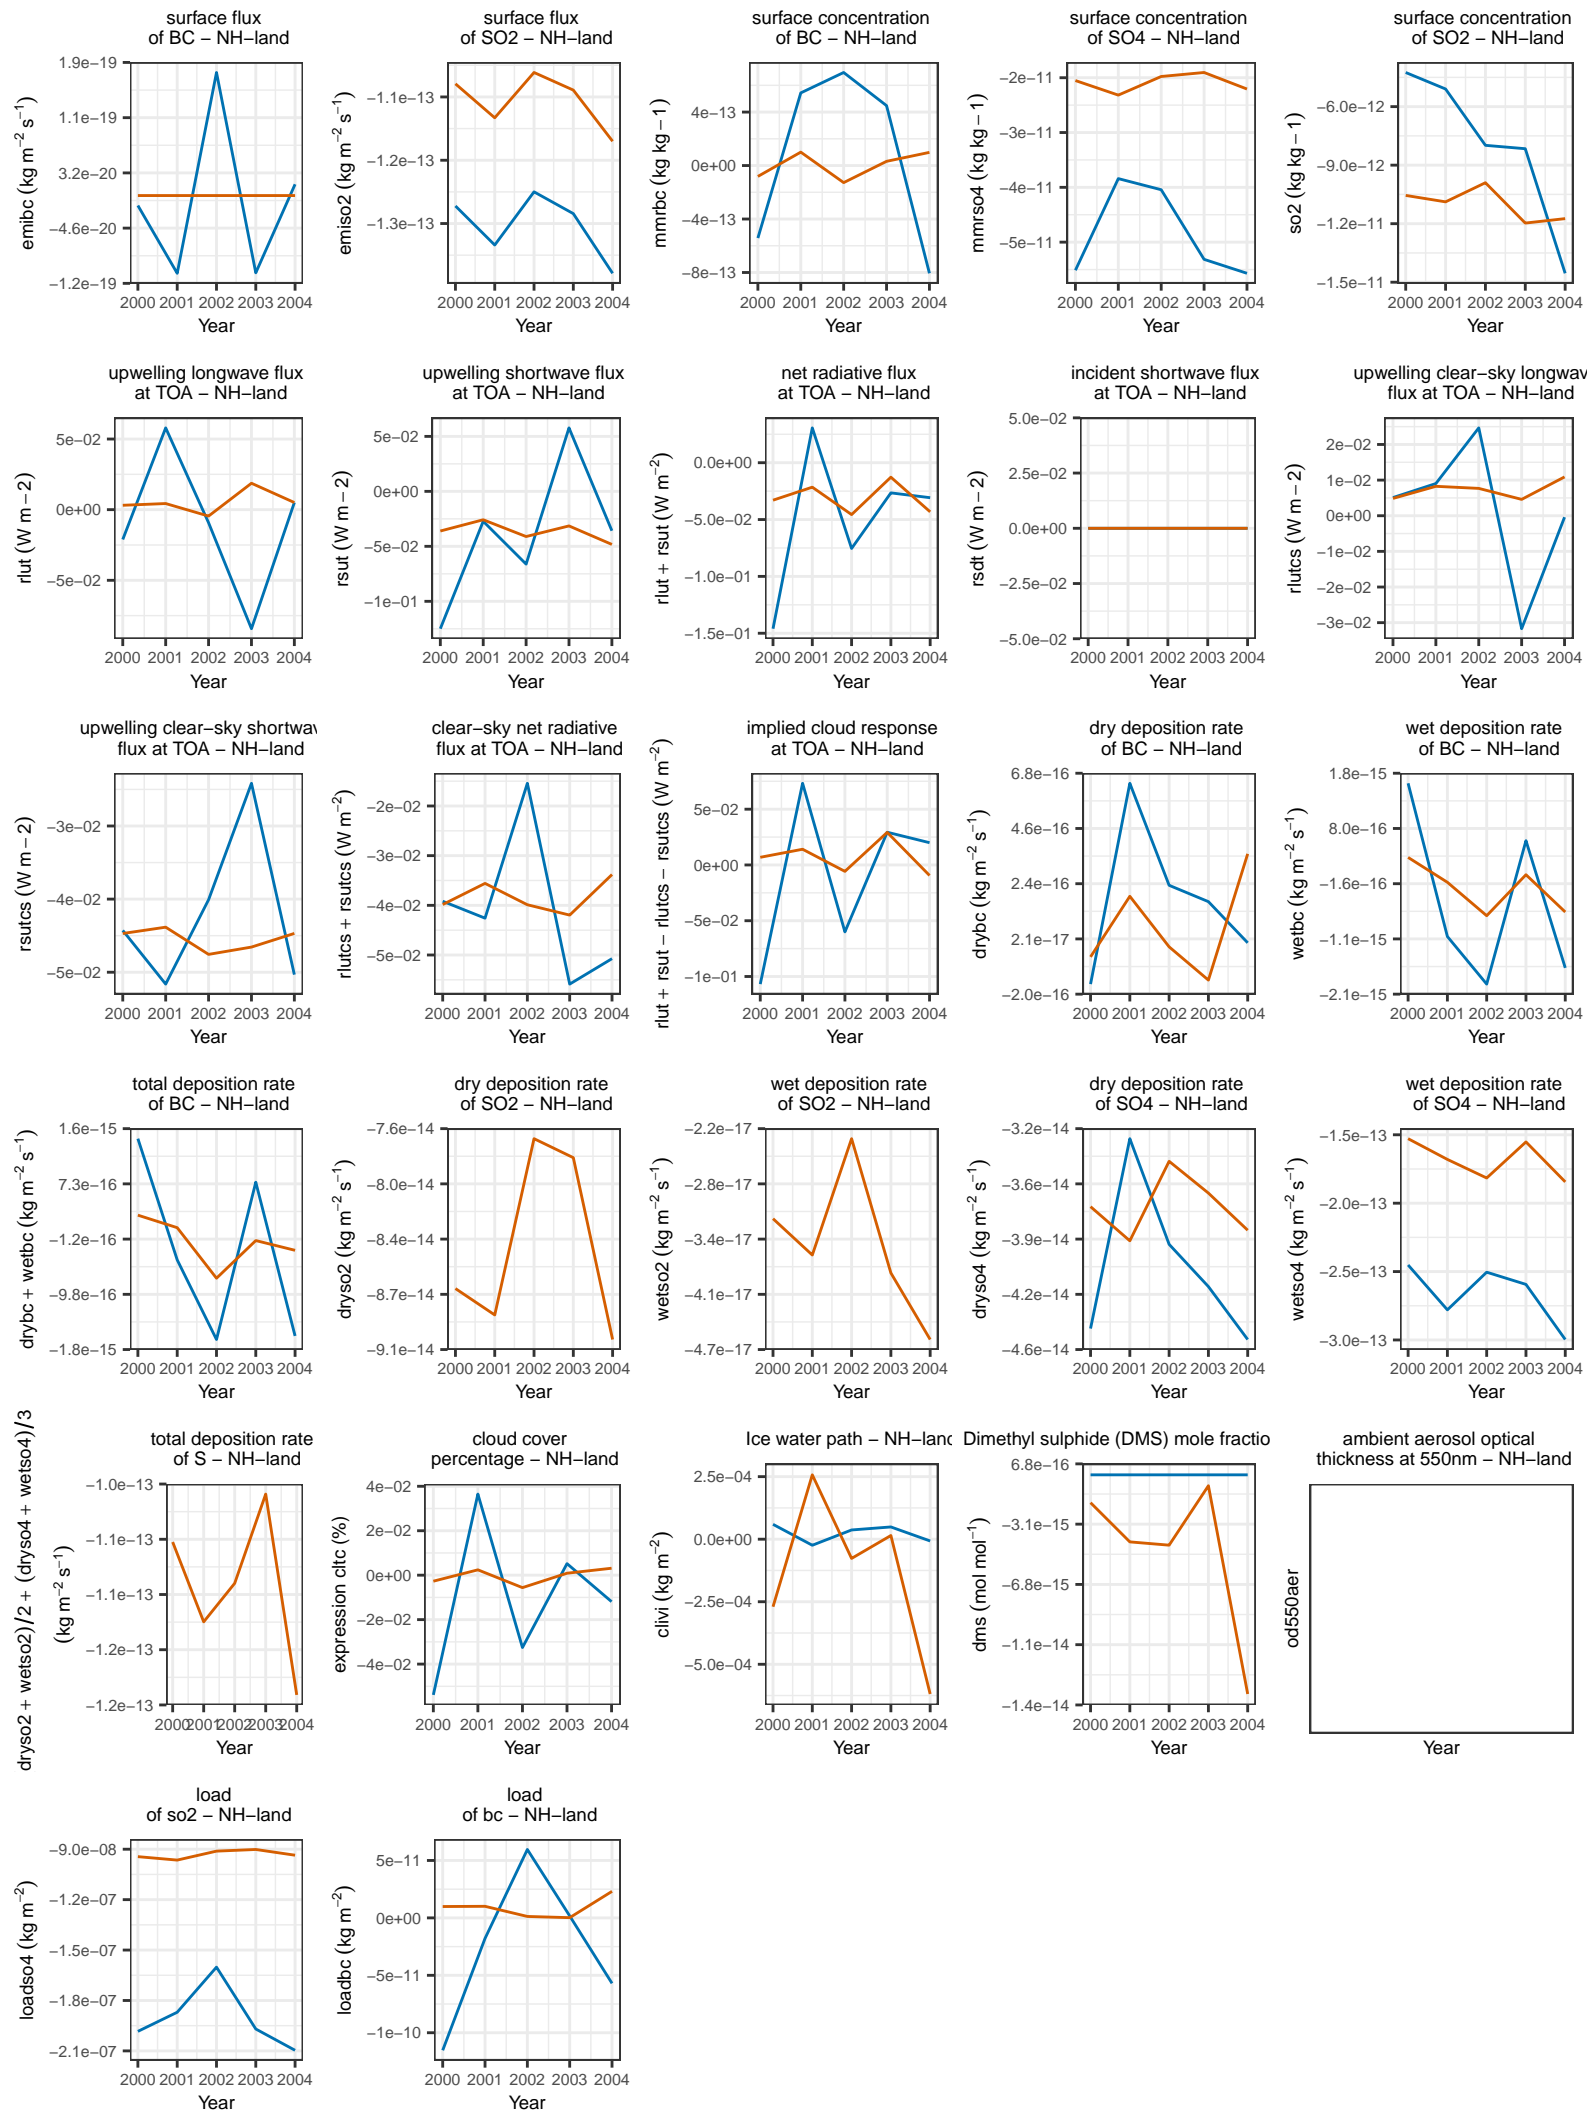 surface flux
of BC − NH−land
emibc (kg m−2 s−1)
1.9e−19
1.1e−19
3.2e−20
−4.6e−20
−1.2e−19
2000 2001 2002 2003 2004
Year
surface flux
of SO2 − NH−land
emiso2 (kg m−2 s−1)
−1.1e−13
−1.2e−13
−1.3e−13
2000 2001 2002 2003 2004
Year
surface concentration
of BC − NH−land
mmrbc (kg kg − 1)
4e−13
0e+00
−4e−13
−8e−13
2000 2001 2002 2003 2004
Year
surface concentration
of SO4 − NH−land
mmrso4 (kg kg − 1)
−2e−11
−3e−11
−4e−11
−5e−11
2000 2001 2002 2003 2004
Year
surface concentration
of SO2 − NH−land
so2 (kg kg − 1)
−6.0e−12
−9.0e−12
−1.2e−11
−1.5e−11
2000 2001 2002 2003 2004
Year
upwelling longwave flux
at TOA − NH−land
rlut (W m − 2)
5e−02
0e+00
−5e−02
2000 2001 2002 2003 2004
Year
upwelling shortwave flux
at TOA − NH−land
rsut (W m − 2)
5e−02
0e+00
−5e−02
−1e−01
2000 2001 2002 2003 2004
Year
net radiative flux
at TOA − NH−land
rlut + rsut (W m−2)
0.0e+00
−5.0e−02
−1.0e−01
−1.5e−01
2000 2001 2002 2003 2004
Year
incident shortwave flux
at TOA − NH−land
rsdt (W m − 2)
5.0e−02
2.5e−02
0.0e+00
−2.5e−02
−5.0e−02
2000 2001 2002 2003 2004
Year
upwelling clear−sky longwav
flux at TOA − NH−land
rlutcs (W m − 2)
2e−02
1e−02
0e+00
−1e−02
−2e−02
−3e−02
2000 2001 2002 2003 2004
Year
upwelling clear−sky shortwav
flux at TOA − NH−land
rsutcs (W m − 2)
−3e−02
−4e−02
−5e−02
2000 2001 2002 2003 2004
Year
clear−sky net radiative
flux at TOA − NH−land
rlutcs + rsutcs (W m−2)
−2e−02
−3e−02
−4e−02
−5e−02
2000 2001 2002 2003 2004
Year
implied cloud response
at TOA − NH−land
rlut + rsut − rlutcs − rsutcs (W m−2)
5e−02
0e+00
−5e−02
−1e−01
2000 2001 2002 2003 2004
Year
dry deposition rate
of BC − NH−land
drybc (kg m−2 s−1)
6.8e−16
4.6e−16
2.4e−16
2.1e−17
−2.0e−16
2000 2001 2002 2003 2004
Year
wet deposition rate
of BC − NH−land
wetbc (kg m−2 s−1)
1.8e−15
8.0e−16
−1.6e−16
−1.1e−15
−2.1e−15
2000 2001 2002 2003 2004
Year
total deposition rate
of BC − NH−land
drybc + wetbc (kg m−2 s−1)
1.6e−15
7.3e−16
−1.2e−16
−9.8e−16
−1.8e−15
2000 2001 2002 2003 2004
Year
dry deposition rate
of SO2 − NH−land
dryso2 (kg m−2 s−1)
−7.6e−14
−8.0e−14
−8.4e−14
−8.7e−14
−9.1e−14
2000 2001 2002 2003 2004
Year
wet deposition rate
of SO2 − NH−land
wetso2 (kg m−2 s−1)
−2.2e−17
−2.8e−17
−3.4e−17
−4.1e−17
−4.7e−17
2000 2001 2002 2003 2004
Year
dry deposition rate
of SO4 − NH−land
dryso4 (kg m−2 s−1)
−3.2e−14
−3.6e−14
−3.9e−14
−4.2e−14
−4.6e−14
2000 2001 2002 2003 2004
Year
wet deposition rate
of SO4 − NH−land
wetso4 (kg m−2 s−1)
−1.5e−13
−2.0e−13
−2.5e−13
−3.0e−13
2000 2001 2002 2003 2004
Year
total deposition rate
of S − NH−land
dryso2 + wetso2)/2 + (dryso4 + wetso4)/3
(kg m−2 s−1)
−1.0e−13
−1.1e−13
−1.1e−13
−1.2e−13
−1.2e−13
2000 2001 2002 2003 2004
Year
cloud cover
percentage − NH−land
expression cltc (%)
4e−02
2e−02
0e+00
−2e−02
−4e−02
2000 2001 2002 2003 2004
Year
Ice water path − NH−land
clivi (kg m−2)
2.5e−04
0.0e+00
−2.5e−04
−5.0e−04
2000 2001 2002 2003 2004
Year
Dimethyl sulphide (DMS) mole fractio
dms (mol mol−1)
6.8e−16
−3.1e−15
−6.8e−15
−1.1e−14
−1.4e−14
2000 2001 2002 2003 2004
Year
ambient aerosol optical
thickness at 550nm − NH−land
od550aer
Year
load
of so2 − NH−land
loadso4 (kg m−2)
−9.0e−08
−1.2e−07
−1.5e−07
−1.8e−07
−2.1e−07
2000 2001 2002 2003 2004
Year
load
of bc − NH−land
loadbc (kg m−2)
5e−11
0e+00
−5e−11
−1e−10
2000 2001 2002 2003 2004
Year